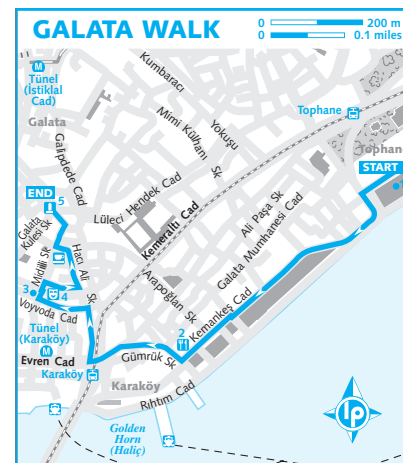 GALATA WALK
0 200 m
0 0.1 miles
M
Tünel
(İstiklal
Cad)
Kumbaracı
Yokuşu
Mimi Külhanı
Sk
Tophane
Galata
Galipdede Cad
Tophane
START
END
5
Lüleci Hendek Cad
Kemeraltı Cad
Ali Paşa Sk
Galata Mumhanesi Cad
Galata
Kulesi Sk
Hacı Ali
Sk
Midilli Sk
3
4
Arapoğlan Sk
Kemankeş Cad
Voyvoda Cad
Tünel
(Karaköy)
M
2
Evren Cad
Gümrük Sk
Karaköy
Karaköy
Rıhtım Cad
Golden
Horn
(Haliç)
lp